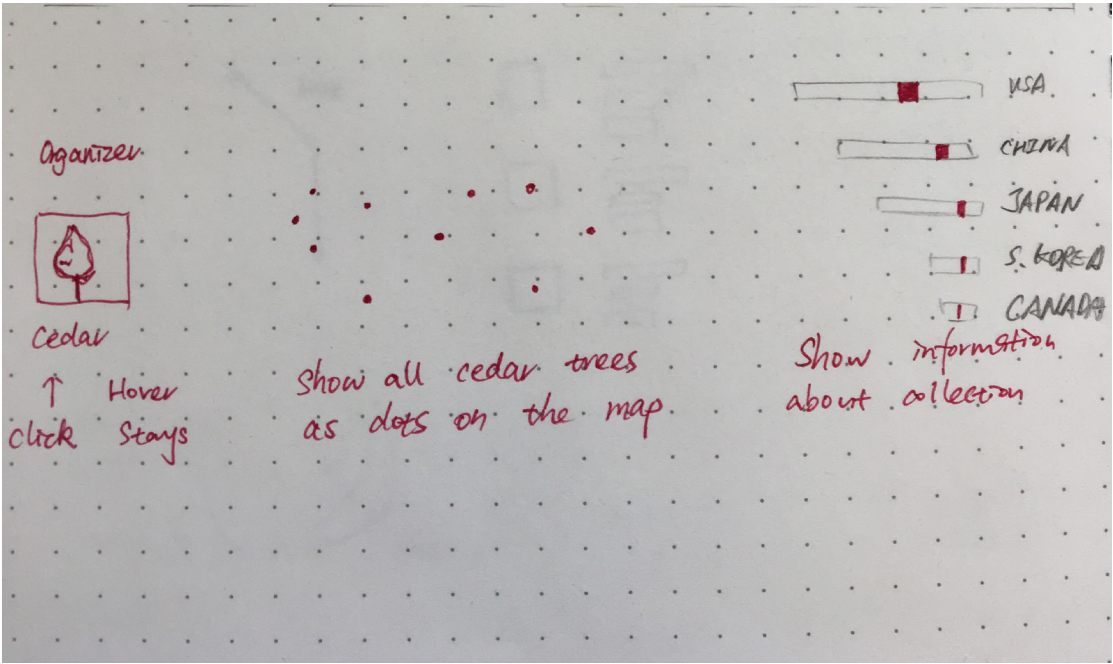 Oganizer.
Cedar
↑ Hover
click stays
Show all cedar trees
as dots on the map.
USA.
CHINA
JAPAN
S. KOREA
CANADA
Show information
about collection